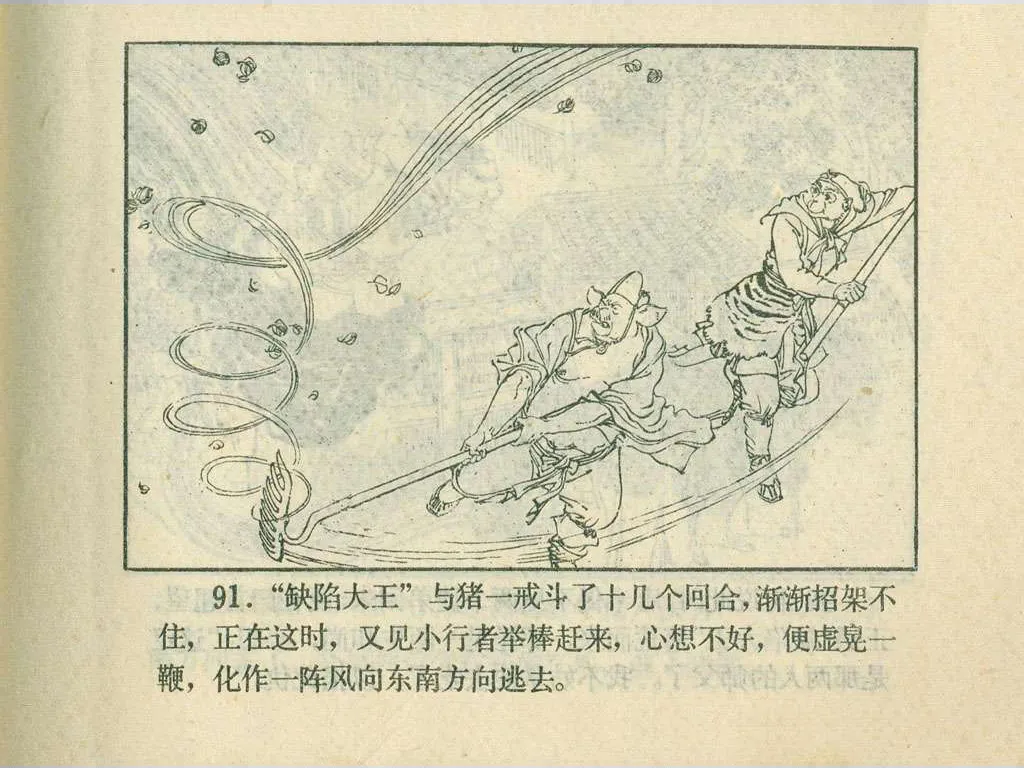 91. “缺陷大王”与猪一戒斗了十几个回合，渐渐招架不
住，正在这时，又见小行者举棒赶来，心想不好，便虚晃一
鞭，化作一阵风向东南方向逃去。